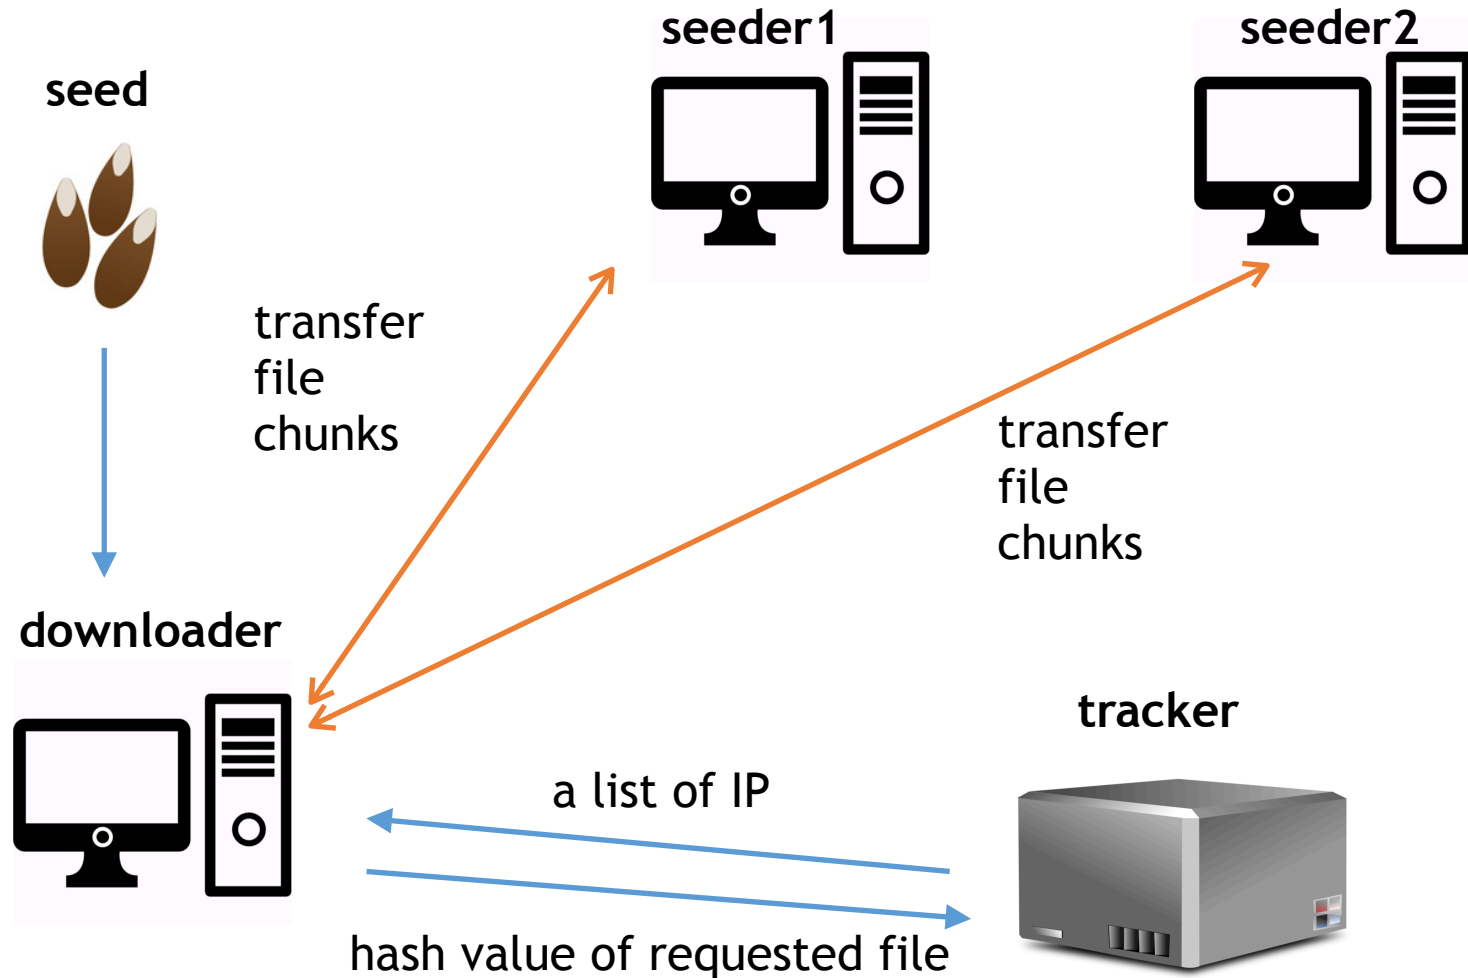 seeder1
seeder2
seed
transfer
file
chunks
transfer
file
chunks
downloader
tracker
a list of IP
hash value of requested file